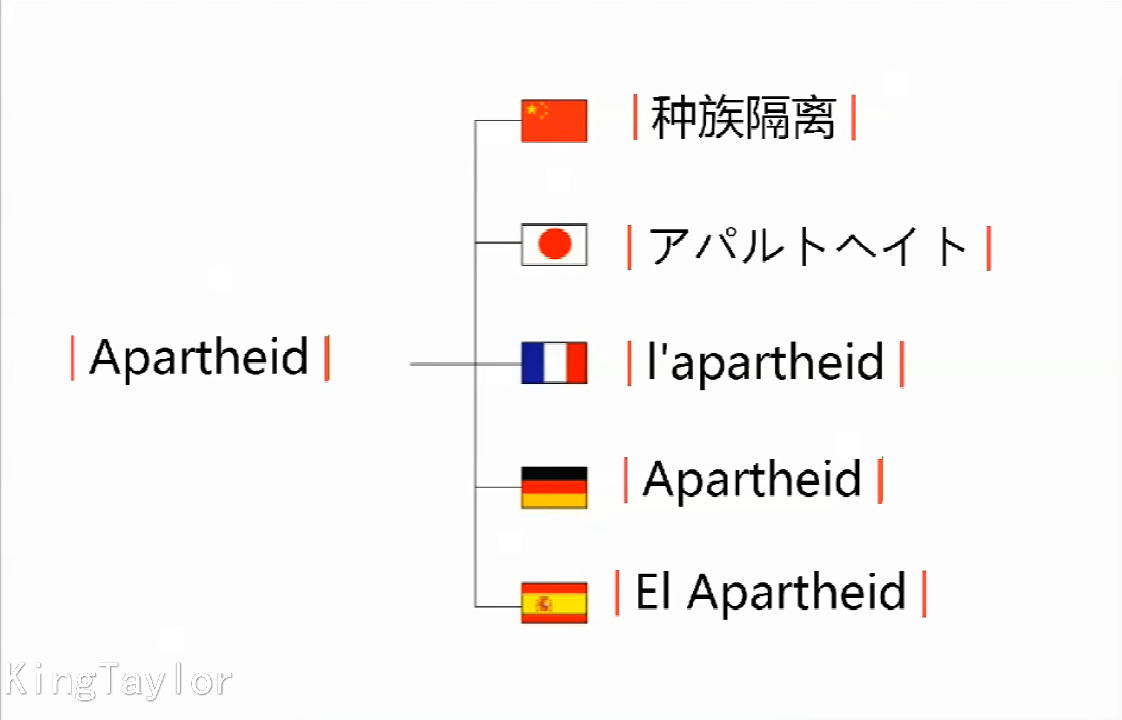 种族隔离
アパルトヘイト
Apartheid
l'apartheid
Apartheid
El Apartheid
KingTaylor